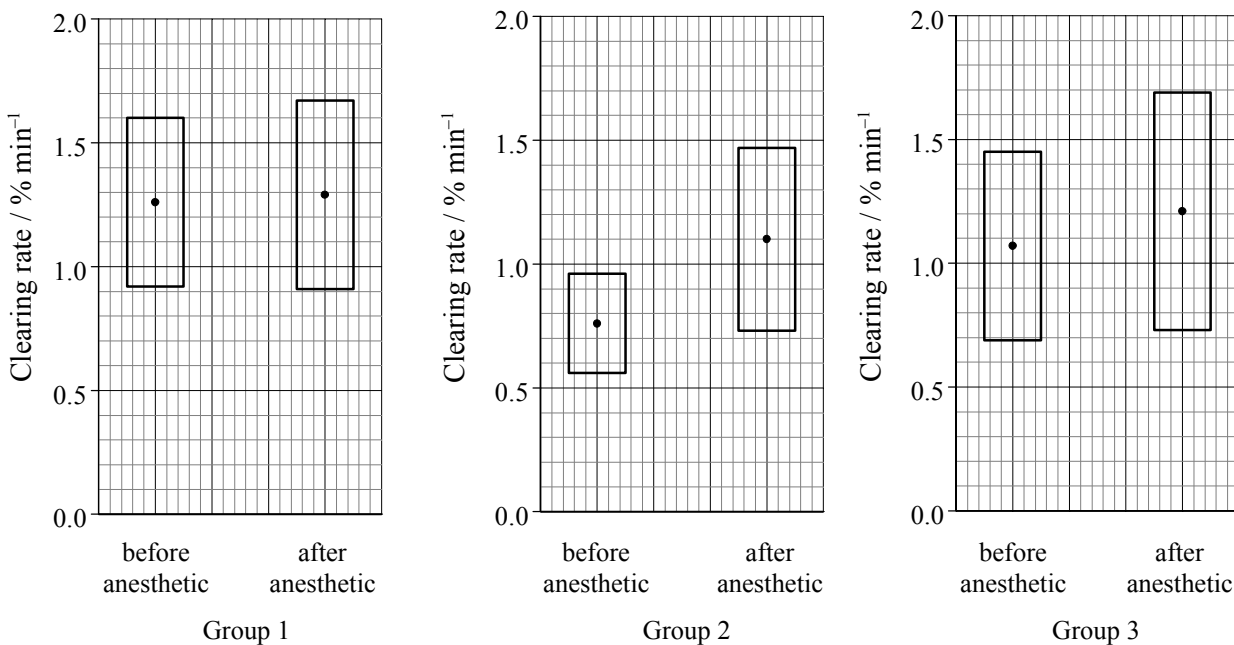 Clearing rate / % min⁻¹
2.0
1.5
1.0
0.5
0.0
before
anesthetic
after
anesthetic
Group 1
Clearing rate / % min⁻¹
2.0
1.5
1.0
0.5
0.0
before
anesthetic
after
anesthetic
Group 2
Clearing rate / % min⁻¹
2.0
1.5
1.0
0.5
0.0
before
anesthetic
after
anesthetic
Group 3